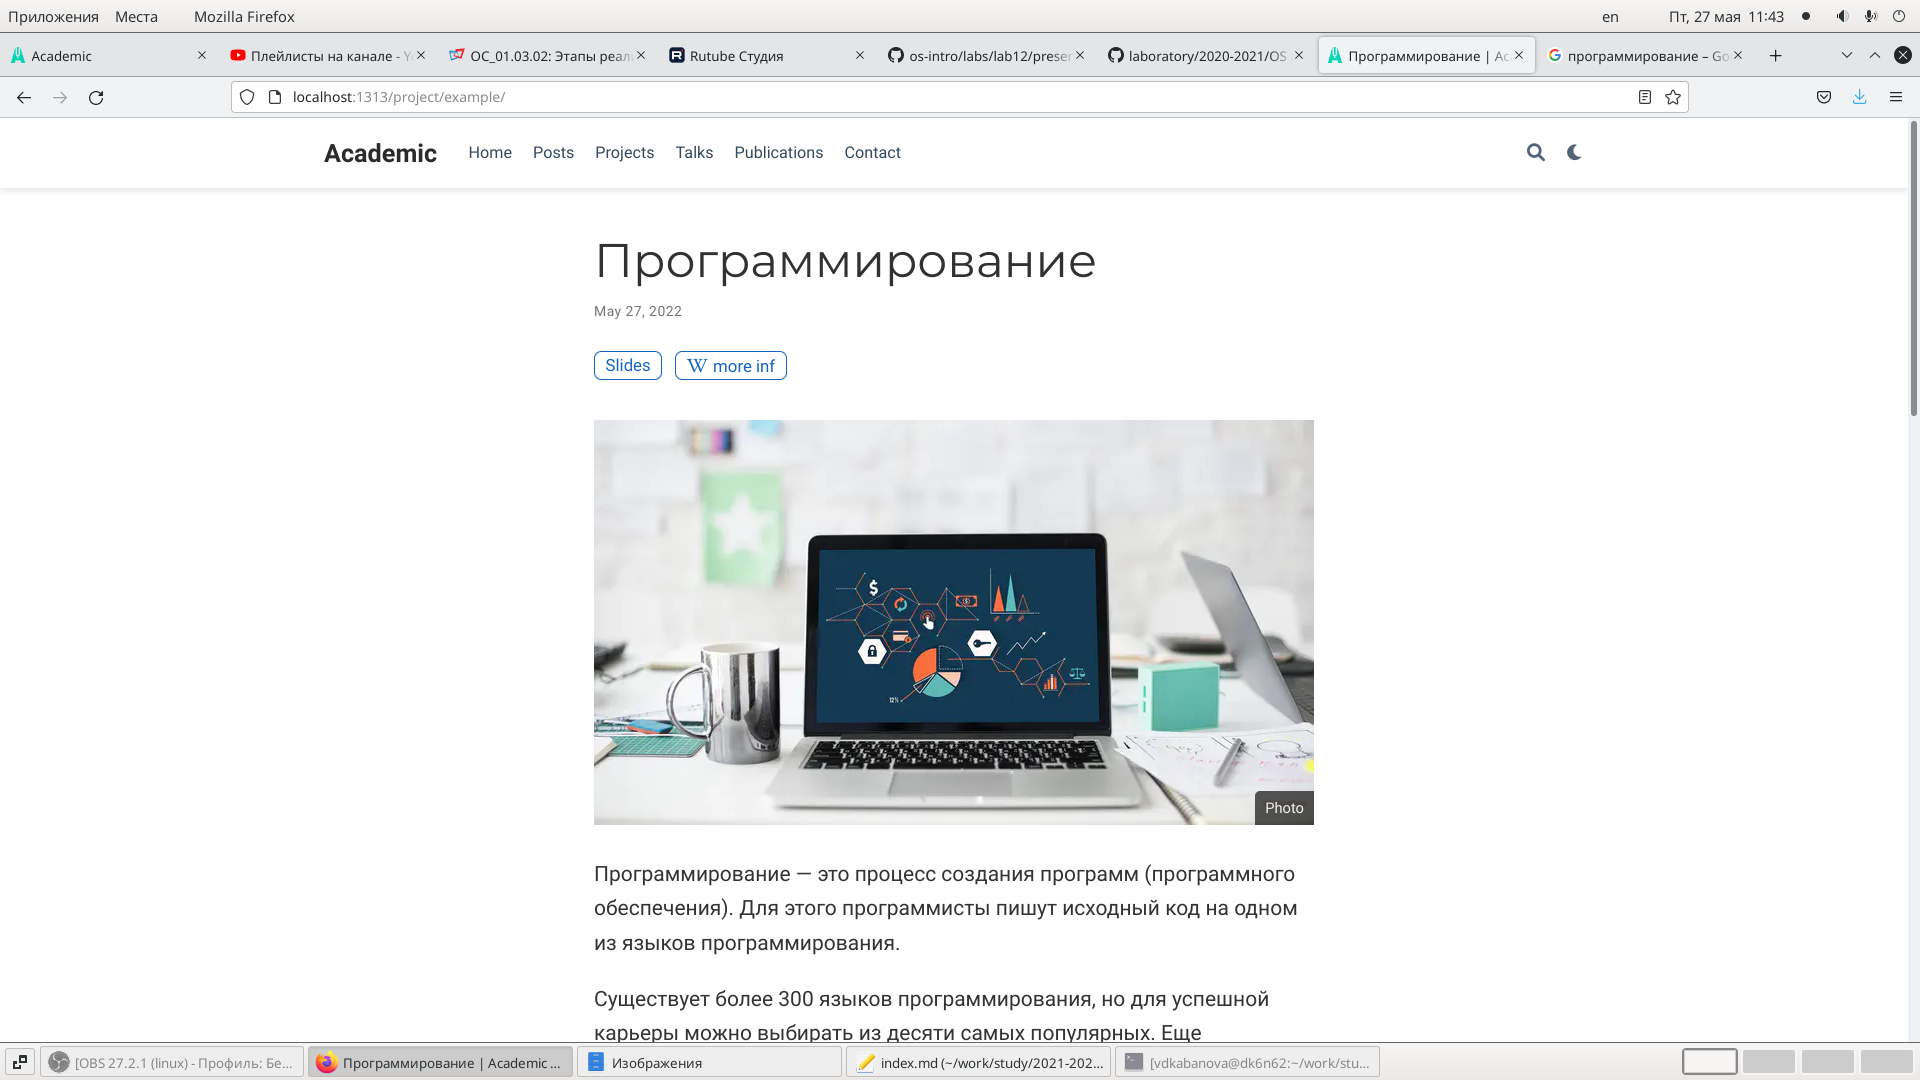 Приложения Места Mozilla Firefox en Пт, 27 мая 11:43
Academic Плейлисты на канале - Y ОС_01.03.02: Этапы реал Rutube Студия os-intro/labs/lab12/preser laboratory/2020-2021/OS Программирование | Ac программирование – Go
localhost:1313/project/example/
Academic Home Posts Projects Talks Publications Contact
Программирование
May 27, 2022
Slides W more inf
$
12%
Photo
Программирование — это процесс создания программ (программного
обеспечения). Для этого программисты пишут исходный код на одном
из языков программирования.
Существует более 300 языков программирования, но для успешной
карьеры можно выбирать из десяти самых популярных. Еще
[OBS 27.2.1 (linux) - Профиль: Бе... Программирование | Academic ... Изображения index.md (~/work/study/2021-202... [vdkabanova@dk6n62:~/work/stu...